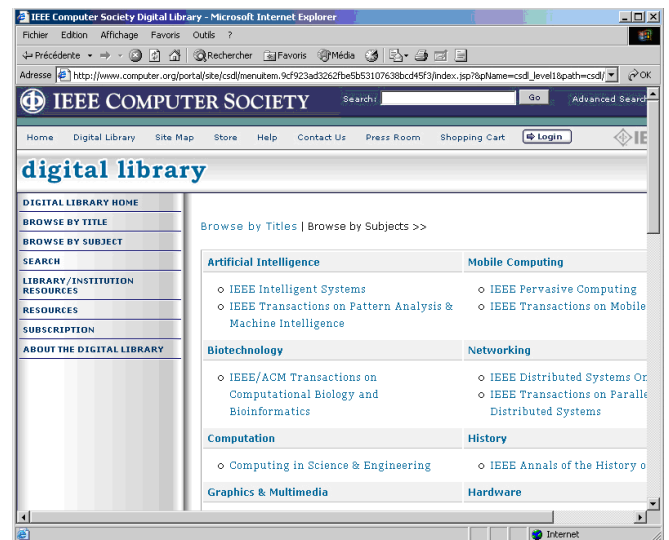 IEEE Computer Society Digital Library - Microsoft Internet Explorer
Fichier Edition Affichage Favoris Outils ?
Précédente Rechercher Favoris Média
Adresse http://www.computer.org/portal/site/csdl/menuitem.9cf923ad3262fbe5b53107638bcd45f3/index.jsp?&pName=csdl_level1&path=csdl/ OK
IEEE COMPUTER SOCIETY Search: Go Advanced Search
Home Digital Library Site Map Store Help Contact Us Press Room Shopping Cart Login IE
digital library
DIGITAL LIBRARY HOME
BROWSE BY TITLE
BROWSE BY SUBJECT
SEARCH
LIBRARY/INSTITUTION
RESOURCES
RESOURCES
SUBSCRIPTION
ABOUT THE DIGITAL LIBRARY
Browse by Titles | Browse by Subjects >>
Artificial Intelligence
IEEE Intelligent Systems
IEEE Transactions on Pattern Analysis &
Machine Intelligence
Mobile Computing
IEEE Pervasive Computing
IEEE Transactions on Mobile
Biotechnology
IEEE/ACM Transactions on
Computational Biology and
Bioinformatics
Networking
IEEE Distributed Systems On
IEEE Transactions on Paralle
Distributed Systems
Computation
Computing in Science & Engineering
History
IEEE Annals of the History o
Graphics & Multimedia
Hardware
Internet